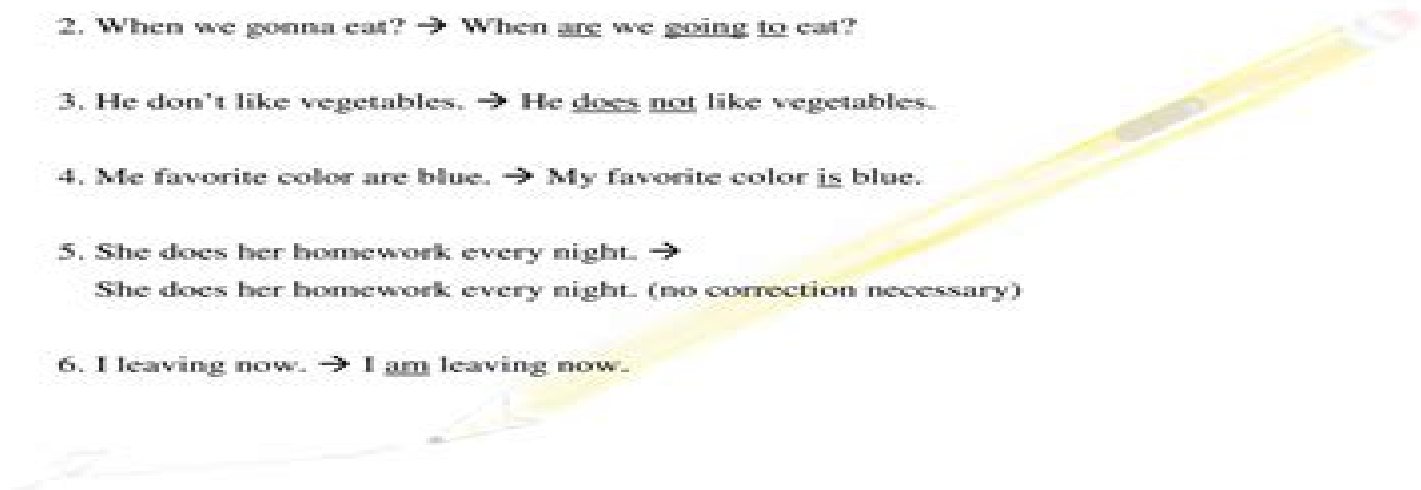 2. When we gonna eat? → When are we going to eat?
3. He don't like vegetables. → He does not like vegetables.
4. Me favorite color are blue. → My favorite color is blue.
5. She does her homework every night. →
She does her homework every night. (no correction necessary)
6. I leaving now. → I am leaving now.